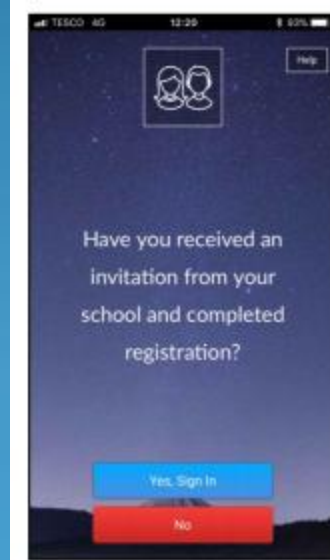 TESCO 4G 12:20 93%
Help
Have you received an
invitation from your
school and completed
registration?
Yes, Sign In
No